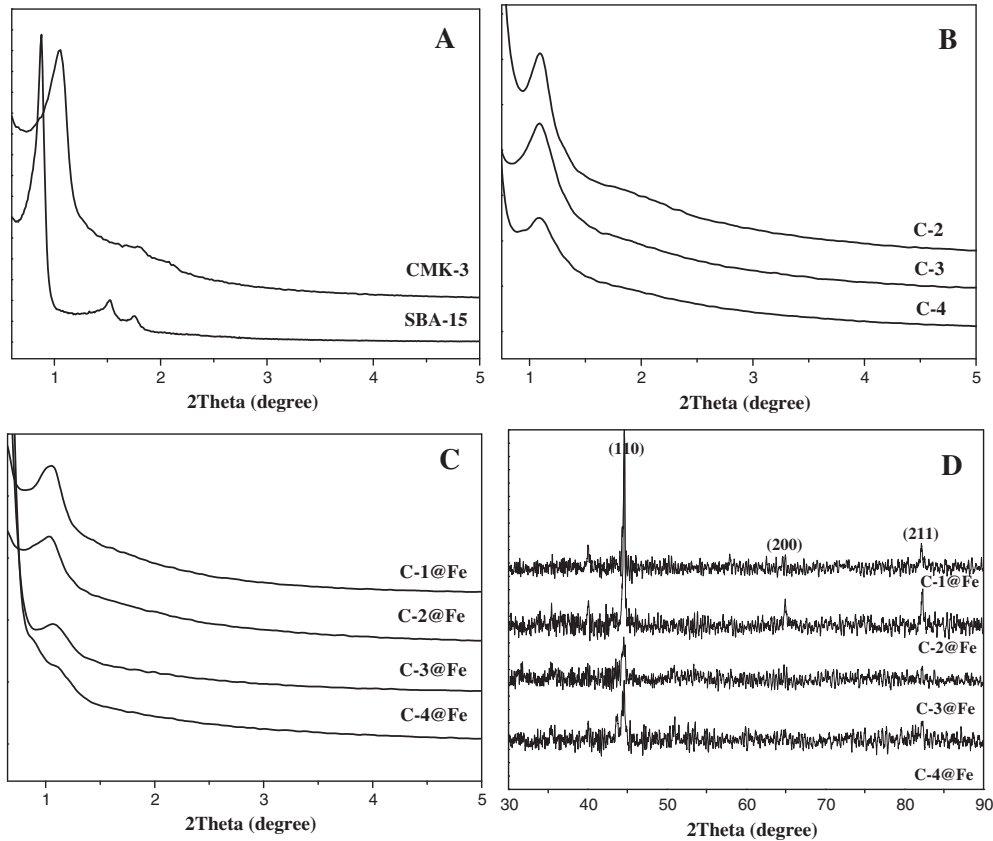 A
CMK-3
SBA-15
1 2 3 4 5
2Theta (degree)
B
C-2
C-3
C-4
1 2 3 4 5
2Theta (degree)
C
C-1@Fe
C-2@Fe
C-3@Fe
C-4@Fe
1 2 3 4 5
2Theta (degree)
D
(110)
(200)
(211)
C-1@Fe
C-2@Fe
C-3@Fe
C-4@Fe
30 40 50 60 70 80 90
2Theta (degree)